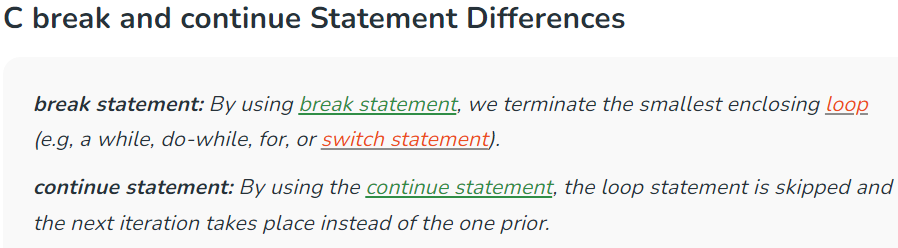 C break and continue Statement Differences
break statement: By using break statement, we terminate the smallest enclosing loop
(e.g, a while, do-while, for, or switch statement).
continue statement: By using the continue statement, the loop statement is skipped and
the next iteration takes place instead of the one prior.